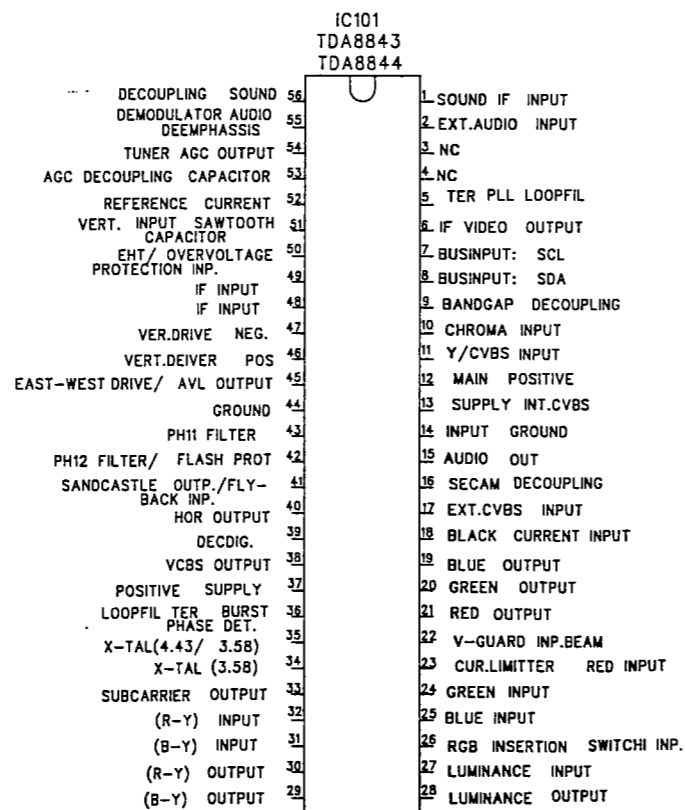 IC101
TDA8843
TDA8844
DECOUPLING SOUND 56
DEMODULATOR AUDIO
DEEMPHASSIS 55
TUNER AGC OUTPUT 54
AGC DECOUPLING CAPACITOR 53
REFERENCE CURRENT 52
VERT. INPUT SAWTOOTH
CAPACITOR 51
EHT/ OVERVOLTAGE 50
PROTECTION INP.
IF INPUT 49
IF INPUT 48
VER.DRIVE NEG. 47
VERT.DEIVER POS 46
EAST-WEST DRIVE/ AVL OUTPUT 45
GROUND 44
PH11 FILTER 43
PH12 FILTER/ FLASH PROT 42
SANDCASTLE OUTP./FLY- 41
BACK INP.
HOR OUTPUT 40
DECDIG. 39
VCBS OUTPUT 38
POSITIVE SUPPLY 37
LOOPFIL TER BURST 36
PHASE DET.
X-TAL(4.43/ 3.58) 35
X-TAL (3.58) 34
SUBCARRIER OUTPUT 33
(R-Y) INPUT 32
(B-Y) INPUT 31
(R-Y) OUTPUT 30
(B-Y) OUTPUT 29
1 SOUND IF INPUT
2 EXT.AUDIO INPUT
3 NC
4 NC
5 TER PLL LOOPFIL
6 IF VIDEO OUTPUT
7 BUSINPUT: SCL
8 BUSINPUT: SDA
9 BANDGAP DECOUPLING
10 CHROMA INPUT
11 Y/CVBS INPUT
12 MAIN POSITIVE
13 SUPPLY INT.CVBS
14 INPUT GROUND
15 AUDIO OUT
16 SECAM DECOUPLING
17 EXT.CVBS INPUT
18 BLACK CURRENT INPUT
19 BLUE OUTPUT
20 GREEN OUTPUT
21 RED OUTPUT
22 V-GUARD INP.BEAM
23 CUR.LIMITTER RED INPUT
24 GREEN INPUT
25 BLUE INPUT
26 RGB INSERTION SWITCHI INP.
27 LUMINANCE INPUT
28 LUMINANCE OUTPUT